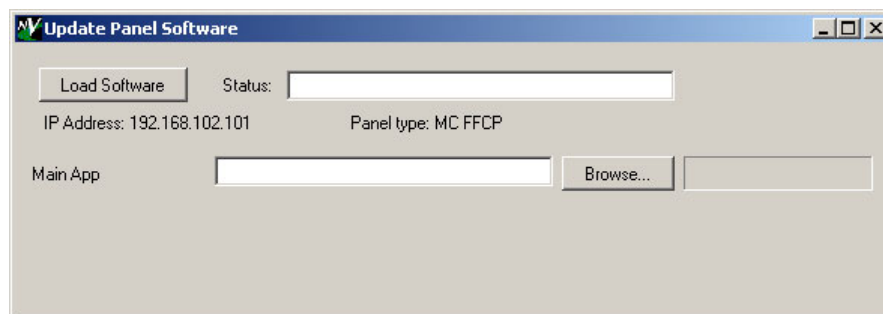 NV Update Panel Software
Load Software Status:
IP Address: 192.168.102.101 Panel type: MC FFCP
Main App Browse...